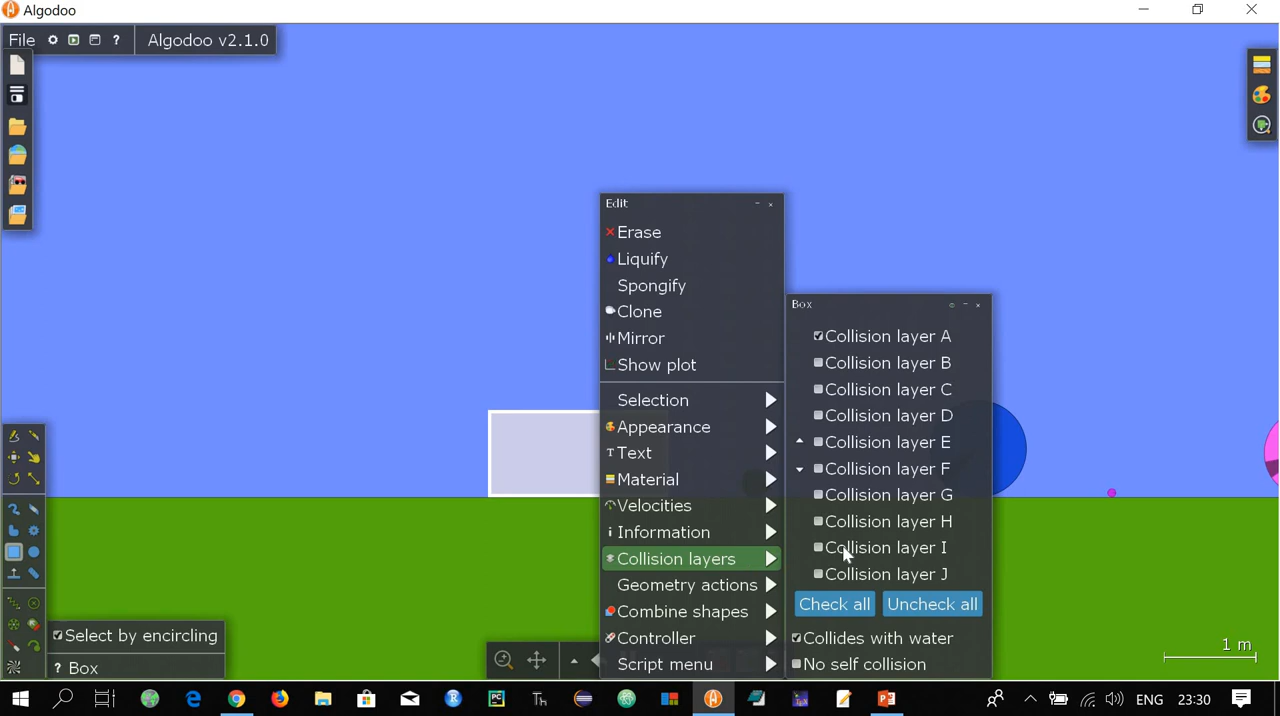 Algodoo
File ? Algodoo v2.1.0
Edit
Erase
Liquify
Spongify
Clone
Mirror
Show plot
Selection
Appearance
T Text
Material
Velocities
Information
Collision layers
Geometry actions
Combine shapes
Controller
Script menu
Box
Collision layer A
Collision layer B
Collision layer C
Collision layer D
Collision layer E
Collision layer F
Collision layer G
Collision layer H
Collision layer I
Collision layer J
Check all Uncheck all
Collides with water
No self collision
Select by encircling
? Box
1 m
PC Th ENG 23:30